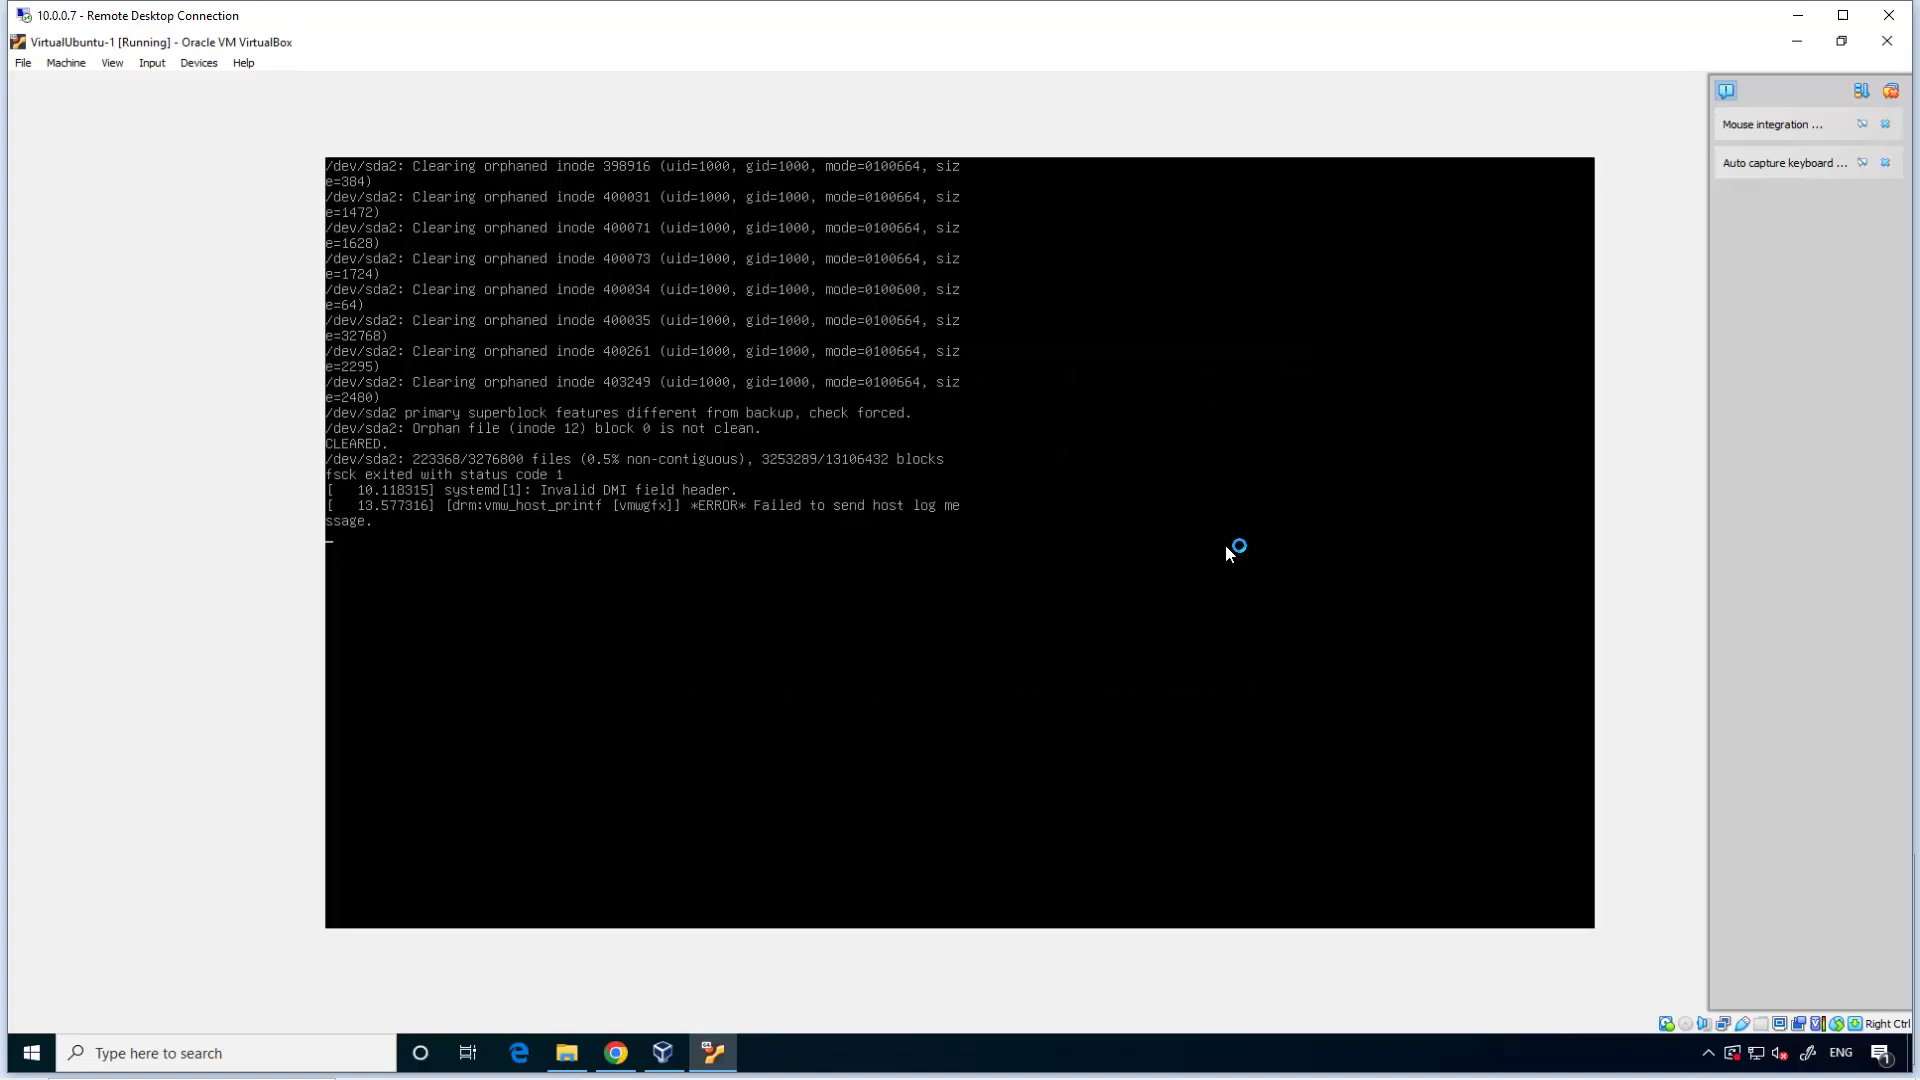 10.0.0.7 - Remote Desktop Connection
VirtualUbuntu-1 [Running] - Oracle VM VirtualBox
File Machine View Input Devices Help
Mouse integration ...
Auto capture keyboard ...
/dev/sda2: Clearing orphaned inode 398916 (uid=1000, gid=1000, mode=0100664, siz
e=384)
/dev/sda2: Clearing orphaned inode 400031 (uid=1000, gid=1000, mode=0100664, siz
e=1472)
/dev/sda2: Clearing orphaned inode 400071 (uid=1000, gid=1000, mode=0100664, siz
e=1628)
/dev/sda2: Clearing orphaned inode 400073 (uid=1000, gid=1000, mode=0100664, siz
e=1724)
/dev/sda2: Clearing orphaned inode 400034 (uid=1000, gid=1000, mode=0100600, siz
e=64)
/dev/sda2: Clearing orphaned inode 400035 (uid=1000, gid=1000, mode=0100664, siz
e=32768)
/dev/sda2: Clearing orphaned inode 400261 (uid=1000, gid=1000, mode=0100664, siz
e=2295)
/dev/sda2: Clearing orphaned inode 403249 (uid=1000, gid=1000, mode=0100664, siz
e=2480)
/dev/sda2 primary superblock features different from backup, check forced.
/dev/sda2: Orphan file (inode 12) block 0 is not clean.
CLEARED.
/dev/sda2: 223368/3276800 files (0.5% non-contiguous), 3253289/13106432 blocks
fsck exited with status code 1
[   10.118315] systemd[1]: Invalid DMI field header.
[   13.577316] [drm:vmw_host_printf [vmwgfx]] *ERROR* Failed to send host log me
ssage.
Right Ctrl
Type here to search
ENG
1